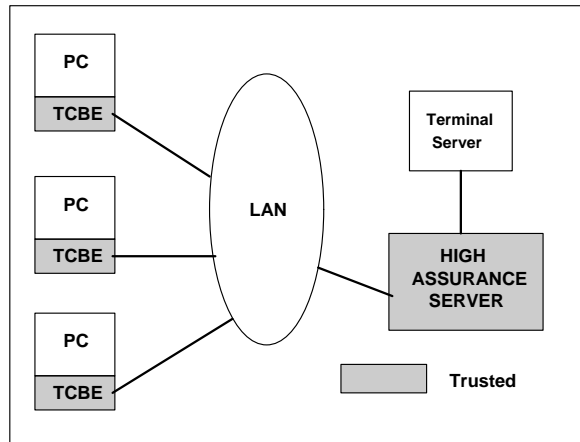 PC
TCBE
PC
TCBE
PC
TCBE
LAN
Terminal
Server
HIGH
ASSURANCE
SERVER
Trusted